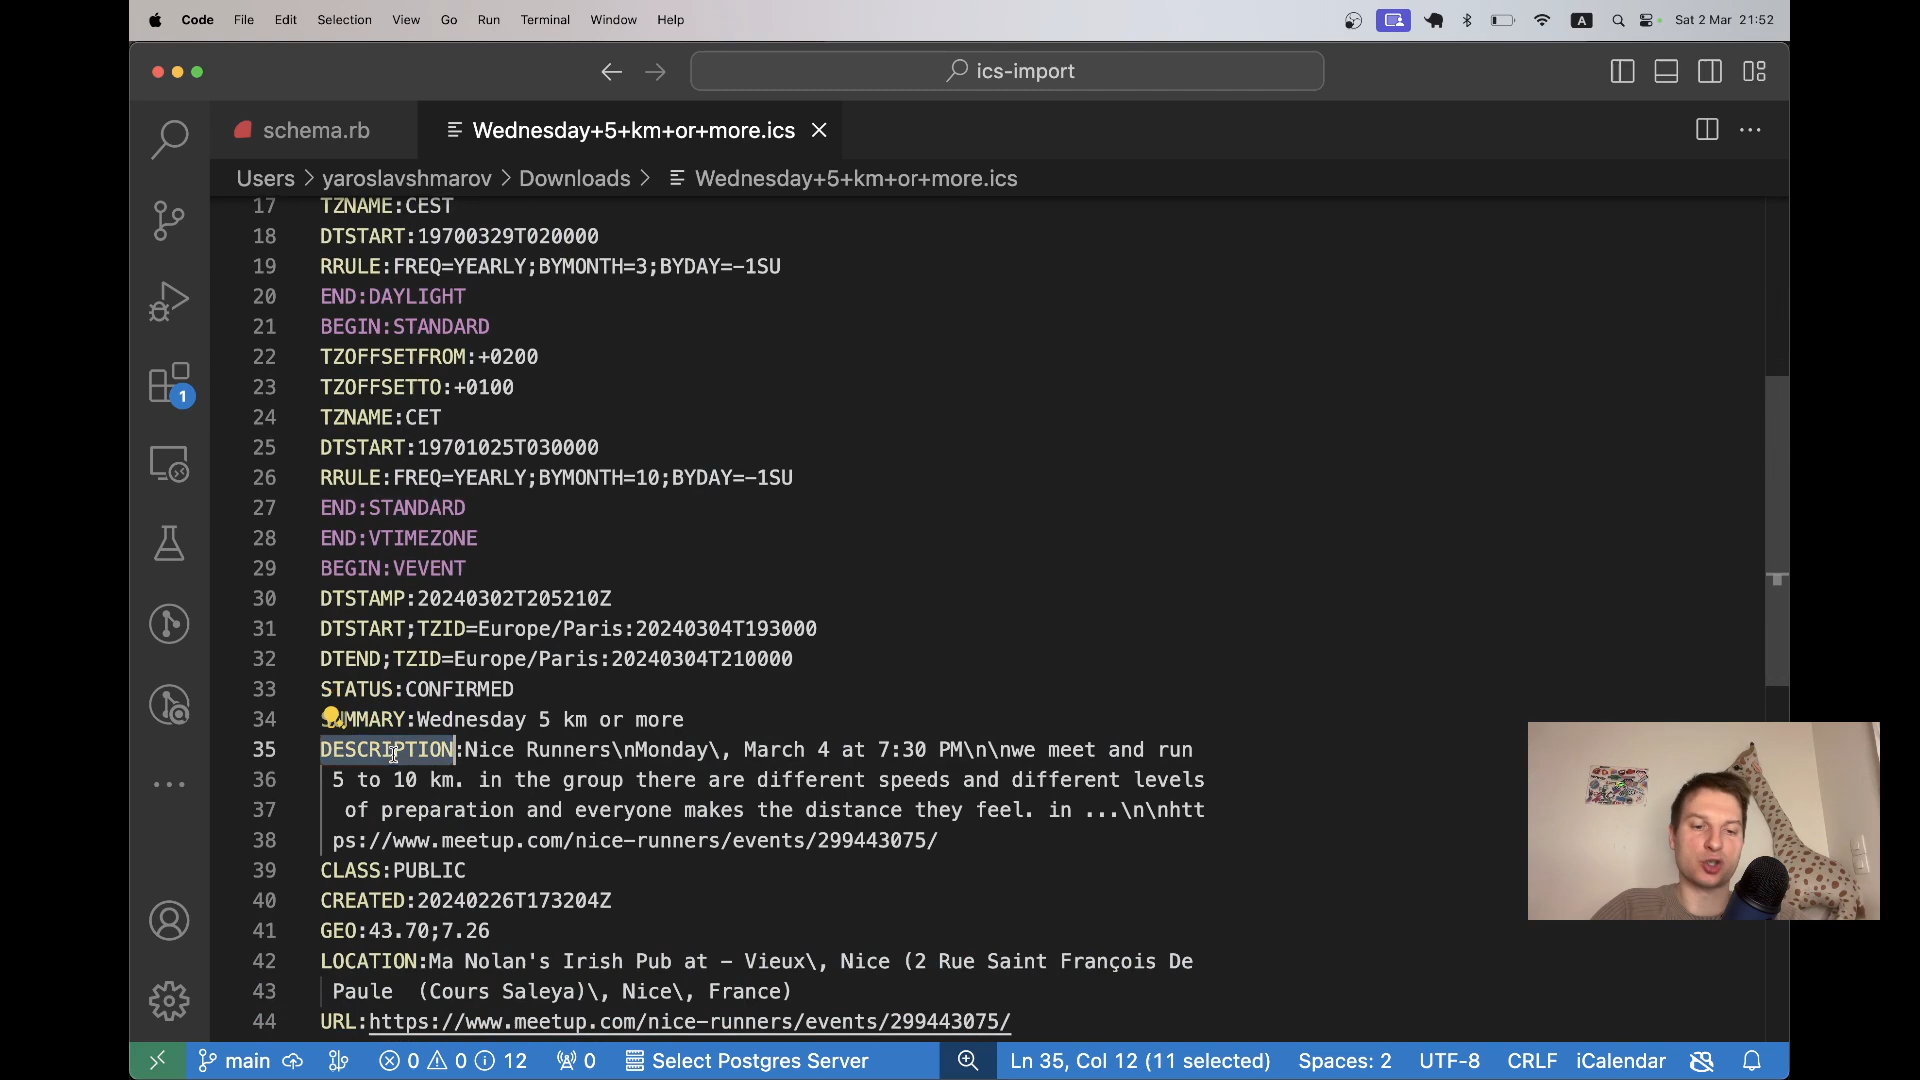 Code File Edit Selection View Go Run Terminal Window Help A Sat 2 Mar 21:52
ics-import
schema.rb Wednesday+5+km+or+more.ics
Users > yaroslavshmarov > Downloads > Wednesday+5+km+or+more.ics
17 TZNAME:CEST
18 DTSTART:19700329T020000
19 RRULE:FREQ=YEARLY;BYMONTH=3;BYDAY=-1SU
20 END:DAYLIGHT
21 BEGIN:STANDARD
22 TZOFFSETFROM:+0200
23 TZOFFSETTO:+0100
24 TZNAME:CET
25 DTSTART:19701025T030000
26 RRULE:FREQ=YEARLY;BYMONTH=10;BYDAY=-1SU
27 END:STANDARD
28 END:VTIMEZONE
29 BEGIN:VEVENT
30 DTSTAMP:20240302T205210Z
31 DTSTART;TZID=Europe/Paris:20240304T193000
32 DTEND;TZID=Europe/Paris:20240304T210000
33 STATUS:CONFIRMED
34 SUMMARY:Wednesday 5 km or more
35 DESCRIPTION:Nice Runners\nMonday\, March 4 at 7:30 PM\n\nwe meet and run
36 5 to 10 km. in the group there are different speeds and different levels
37 of preparation and everyone makes the distance they feel. in ...\n\nhtt
38 ps://www.meetup.com/nice-runners/events/299443075/
39 CLASS:PUBLIC
40 CREATED:20240226T173204Z
41 GEO:43.70;7.26
42 LOCATION:Ma Nolan's Irish Pub at - Vieux\, Nice (2 Rue Saint François De
43 Paule  (Cours Saleya)\, Nice\, France)
44 URL:https://www.meetup.com/nice-runners/events/299443075/
1
main 0 0 12 0 Select Postgres Server Ln 35, Col 12 (11 selected) Spaces: 2 UTF-8 CRLF iCalendar